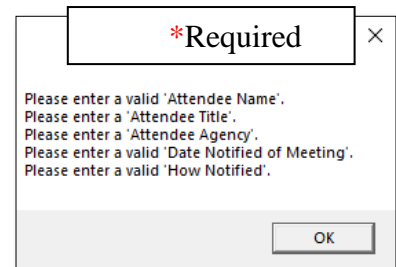 *Required
Please enter a valid 'Attendee Name'.
Please enter a 'Attendee Title'.
Please enter a 'Attendee Agency'.
Please enter a valid 'Date Notified of Meeting'.
Please enter a valid 'How Notified'.
OK